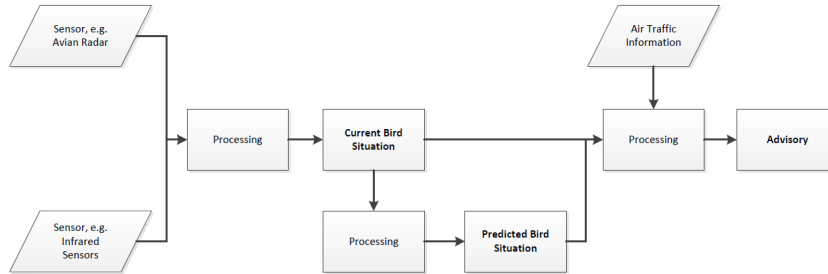 Sensor, e.g.
Avian Radar
Air Traffic
Information
Processing
Current Bird
Situation
Processing
Advisory
Sensor, e.g.
Infrared
Sensors
Processing
Predicted Bird
Situation